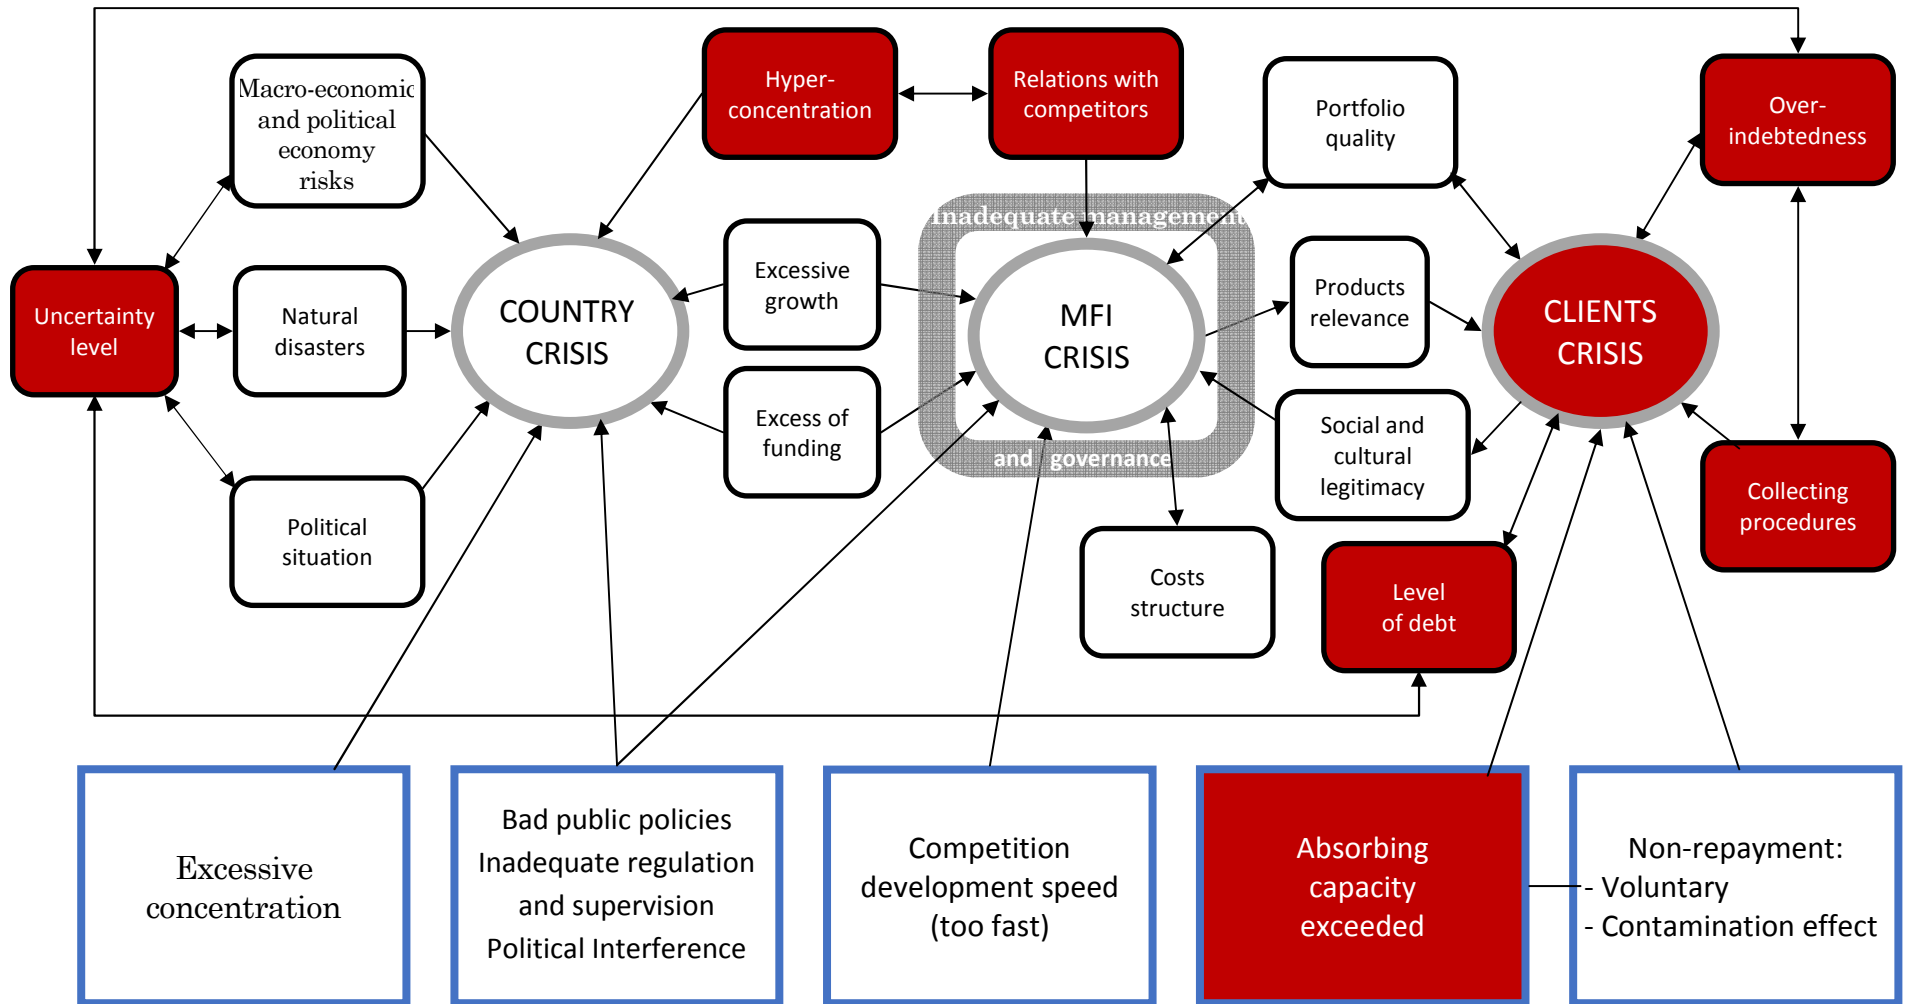 Macro-economic
and political
economy
risks
Hyper-
concentration
Relations with
competitors
Portfolio
quality
Over-
indebtedness
Inadequate management
Uncertainty
level
Natural
disasters
COUNTRY
CRISIS
Excessive
growth
MFI
CRISIS
Products
relevance
CLIENTS
CRISIS
Excess of
funding
and governance
Social and
cultural
legitimacy
Collecting
procedures
Political
situation
Costs
structure
Level
of debt
Excessive
concentration
Bad public policies
Inadequate regulation
and supervision
Political Interference
Competition
development speed
(too fast)
Absorbing
capacity
exceeded
Non-repayment:
- Voluntary
- Contamination effect